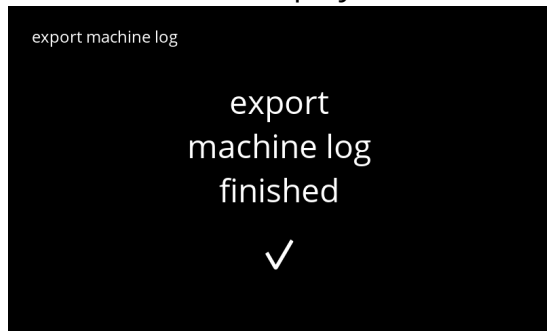 export machine log
export
machine log
finished